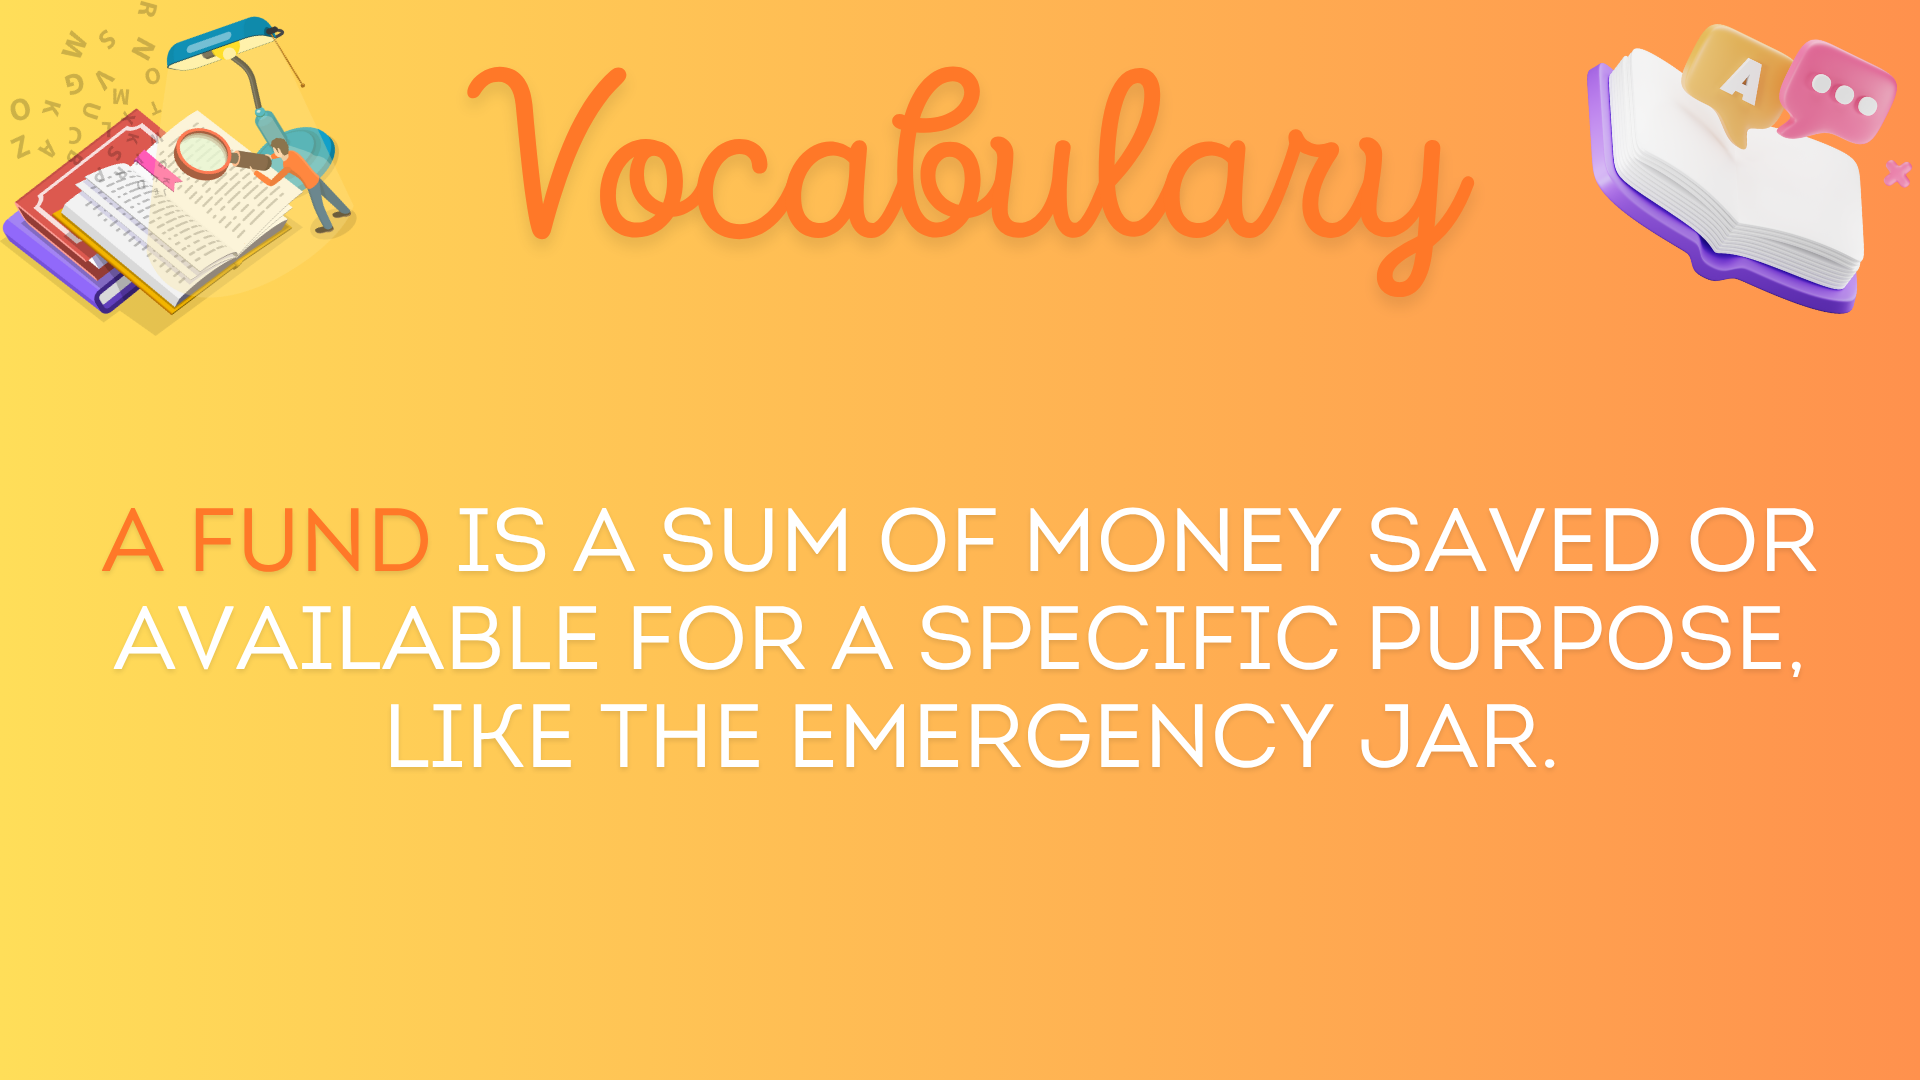 Vocabulary
A FUND IS A SUM OF MONEY SAVED OR
AVAILABLE FOR A SPECIFIC PURPOSE,
LIKE THE EMERGENCY JAR.
A